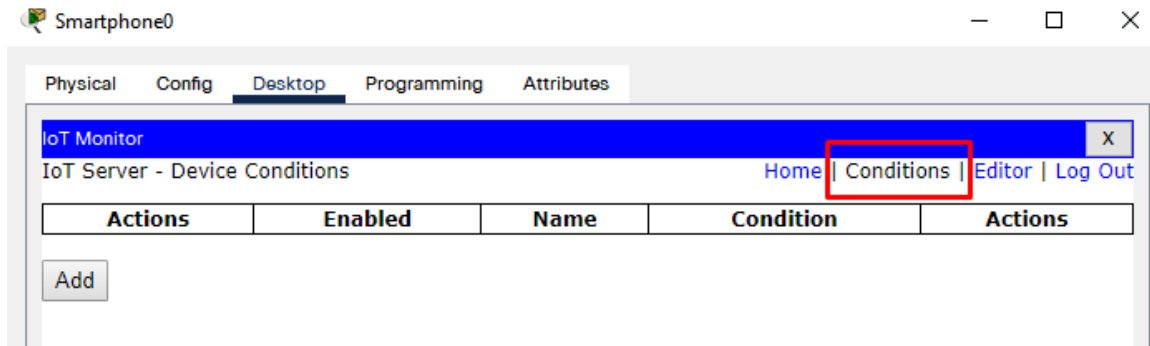 Smartphone0
Physical Config Desktop Programming Attributes
IoT Monitor X
IoT Server - Device Conditions Home | Conditions | Editor | Log Out
Actions Enabled Name Condition Actions
Add